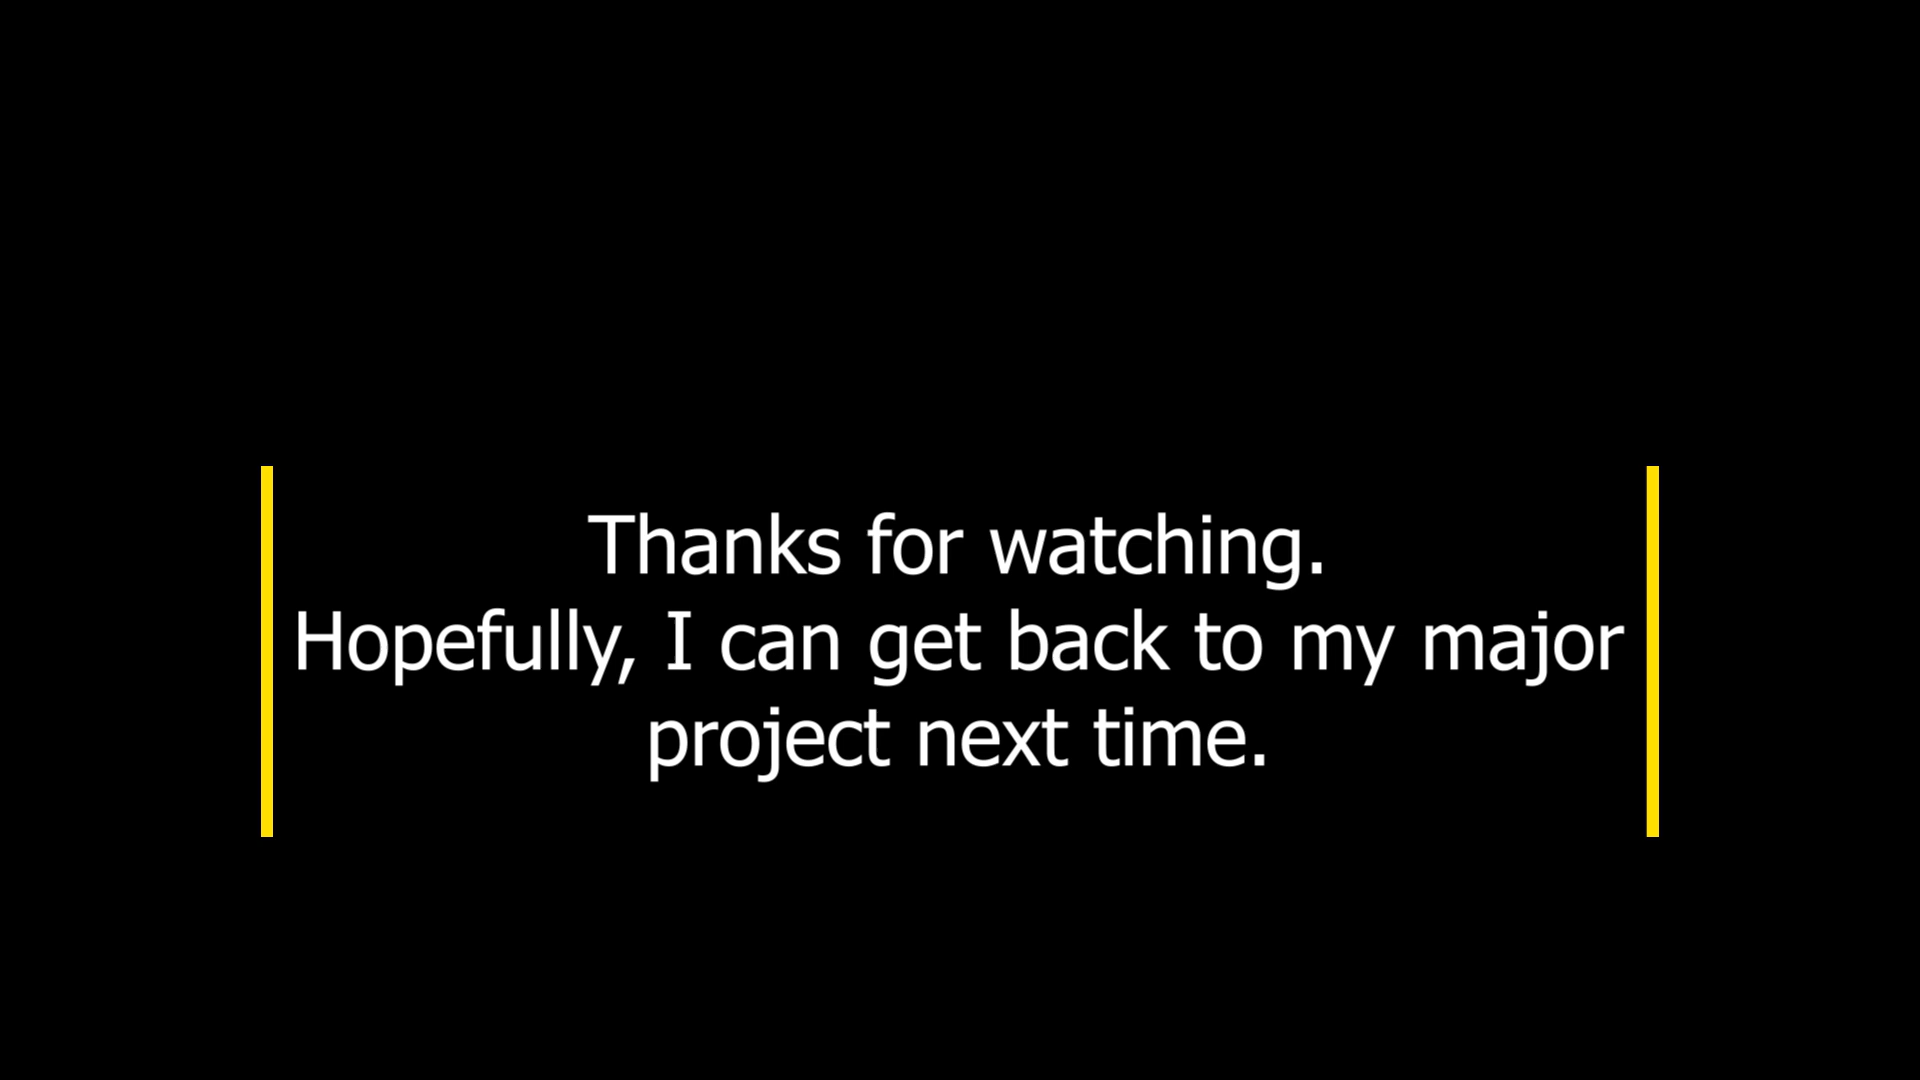 Thanks for watching.
Hopefully, I can get back to my major
project next time.